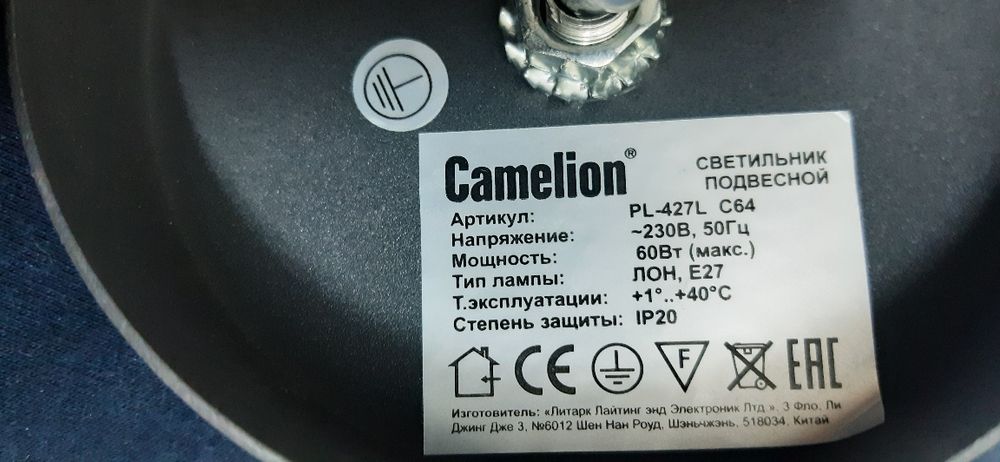 Camelion®
СВЕТИЛЬНИК
ПОДВЕСНОЙ
Артикул: PL-427L C64
Напряжение: ~230В, 50Гц
Мощность: 60Вт (макс.)
Тип лампы: ЛОН, E27
Т.эксплуатации: +1°..+40°C
Степень защиты: IP20
CE F EAC
Изготовитель: «Литарк Лайтинг энд Электроник Лтд.». 3 Фло, Ли
Джинг Дже 3, №6012 Шен Нан Роуд, Шэньчжэнь, 518034, Китай